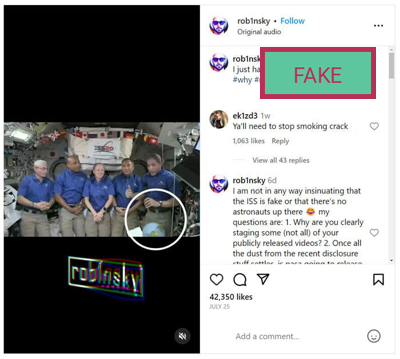 rob1nsky • Follow
Original audio
rob1nsky
I just ha
#why #
FAKE
ek1zd3 1w
Ya'll need to stop smoking crack
1,063 likes Reply
View all 43 replies
rob1nsky 6d
I am not in any way insinuating that
the ISS is fake or that there's no
astronauts up there 😂 my
questions are: 1. Why are you clearly
staging some (not all) of your
publicly released videos? 2. Once all
the dust from the recent disclosure
stuff settles, is nasa going to release
rob1nsky
42,350 likes
JULY 25
Add a comment...